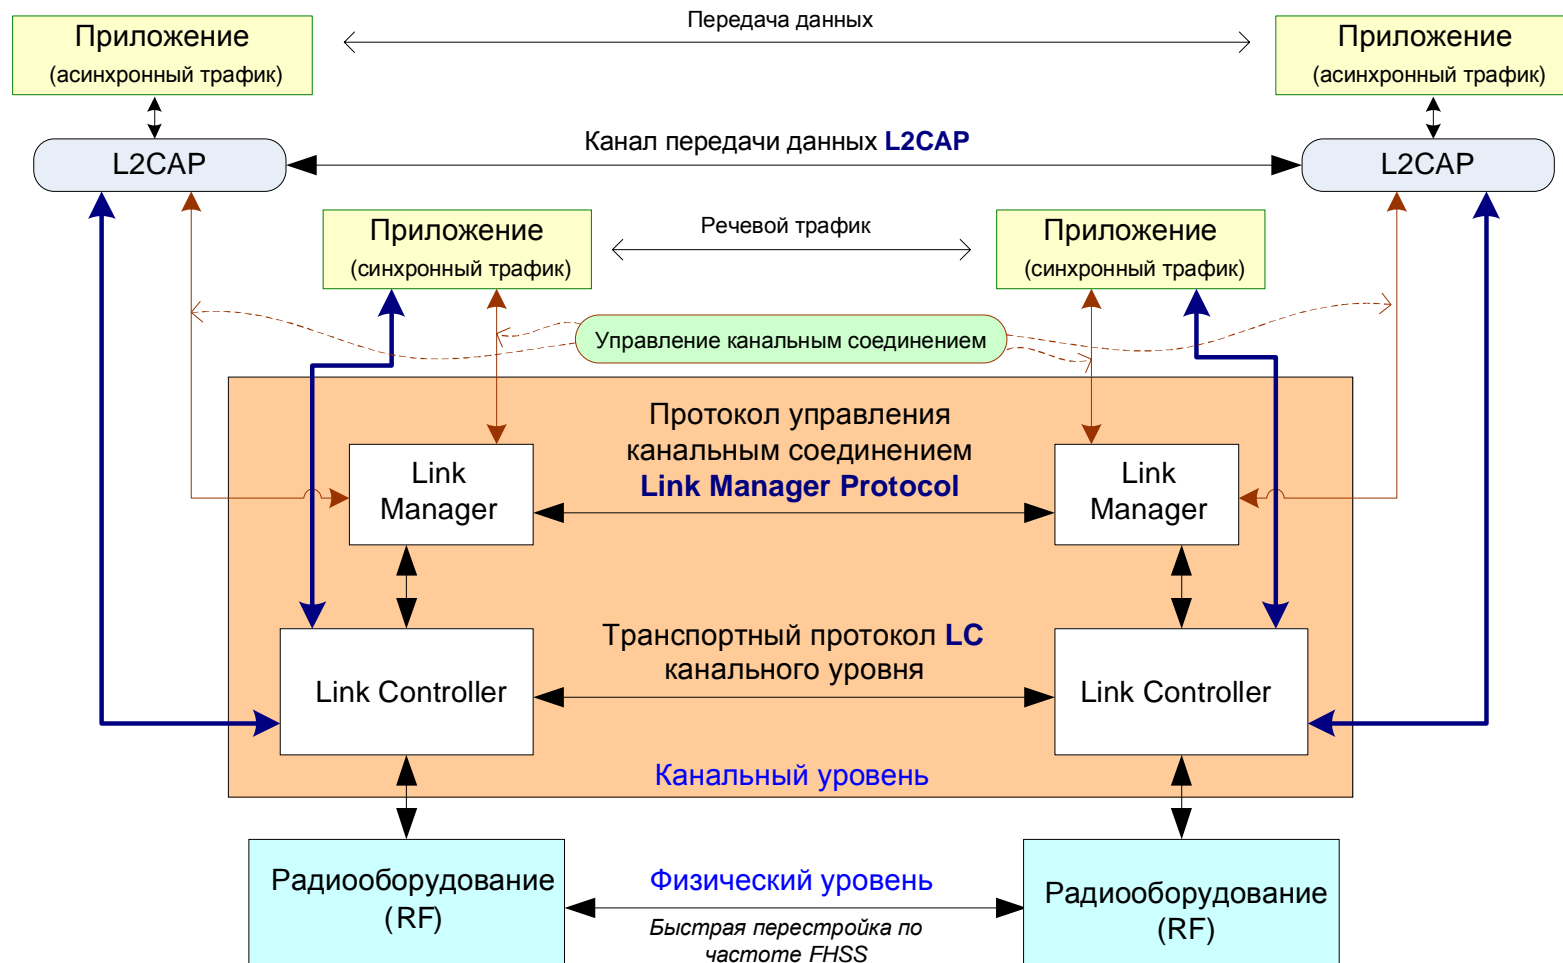 Передача данных
Приложение
(асинхронный трафик)
Приложение
(асинхронный трафик)
Канал передачи данных L2CAP
L2CAP
L2CAP
Приложение
(синхронный трафик)
Речевой трафик
Приложение
(синхронный трафик)
Управление канальным соединением
Протокол управления
канальным соединением
Link Manager Protocol
Link
Manager
Link
Manager
Транспортный протокол LC
канального уровня
Link Controller
Link Controller
Канальный уровень
Радиооборудование
(RF)
Физический уровень
Быстрая перестройка по
частоте FHSS
Радиооборудование
(RF)